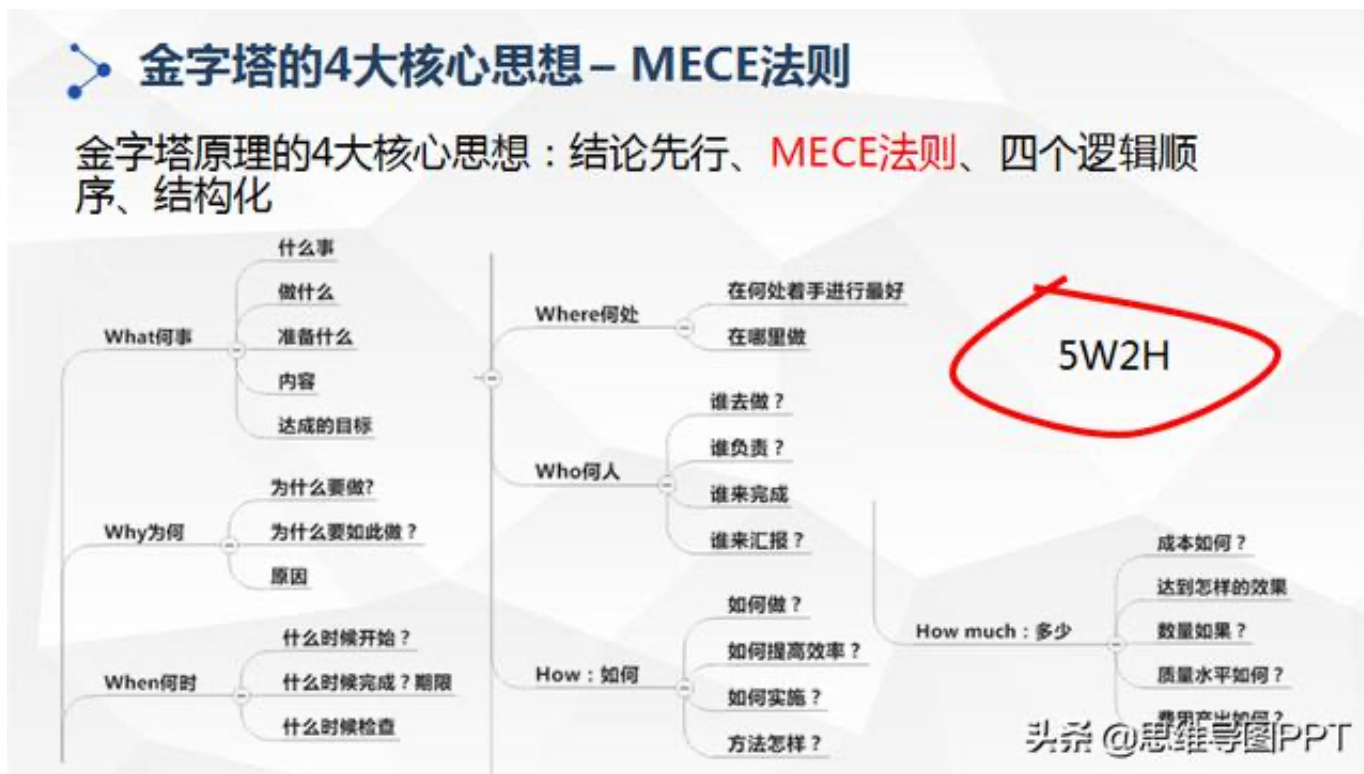 金字塔的4大核心思想 – MECE法则
金字塔原理的4大核心思想：结论先行、MECE法则、四个逻辑顺
序、结构化
What何事
什么事
做什么
准备什么
内容
达成的目标
Why为何
为什么要做?
为什么要如此做？
原因
When何时
什么时候开始？
什么时候完成？期限
什么时候检查
Where何处
在何处着手进行最好
在哪里做
Who何人
谁去做？
谁负责？
谁来完成
谁来汇报？
How：如何
如何做？
如何提高效率？
如何实施？
方法怎样？
5W2H
How much：多少
成本如何？
达到怎样的效果
数量如果？
质量水平如何？
费用产出如何？
头条 @思维导图PPT